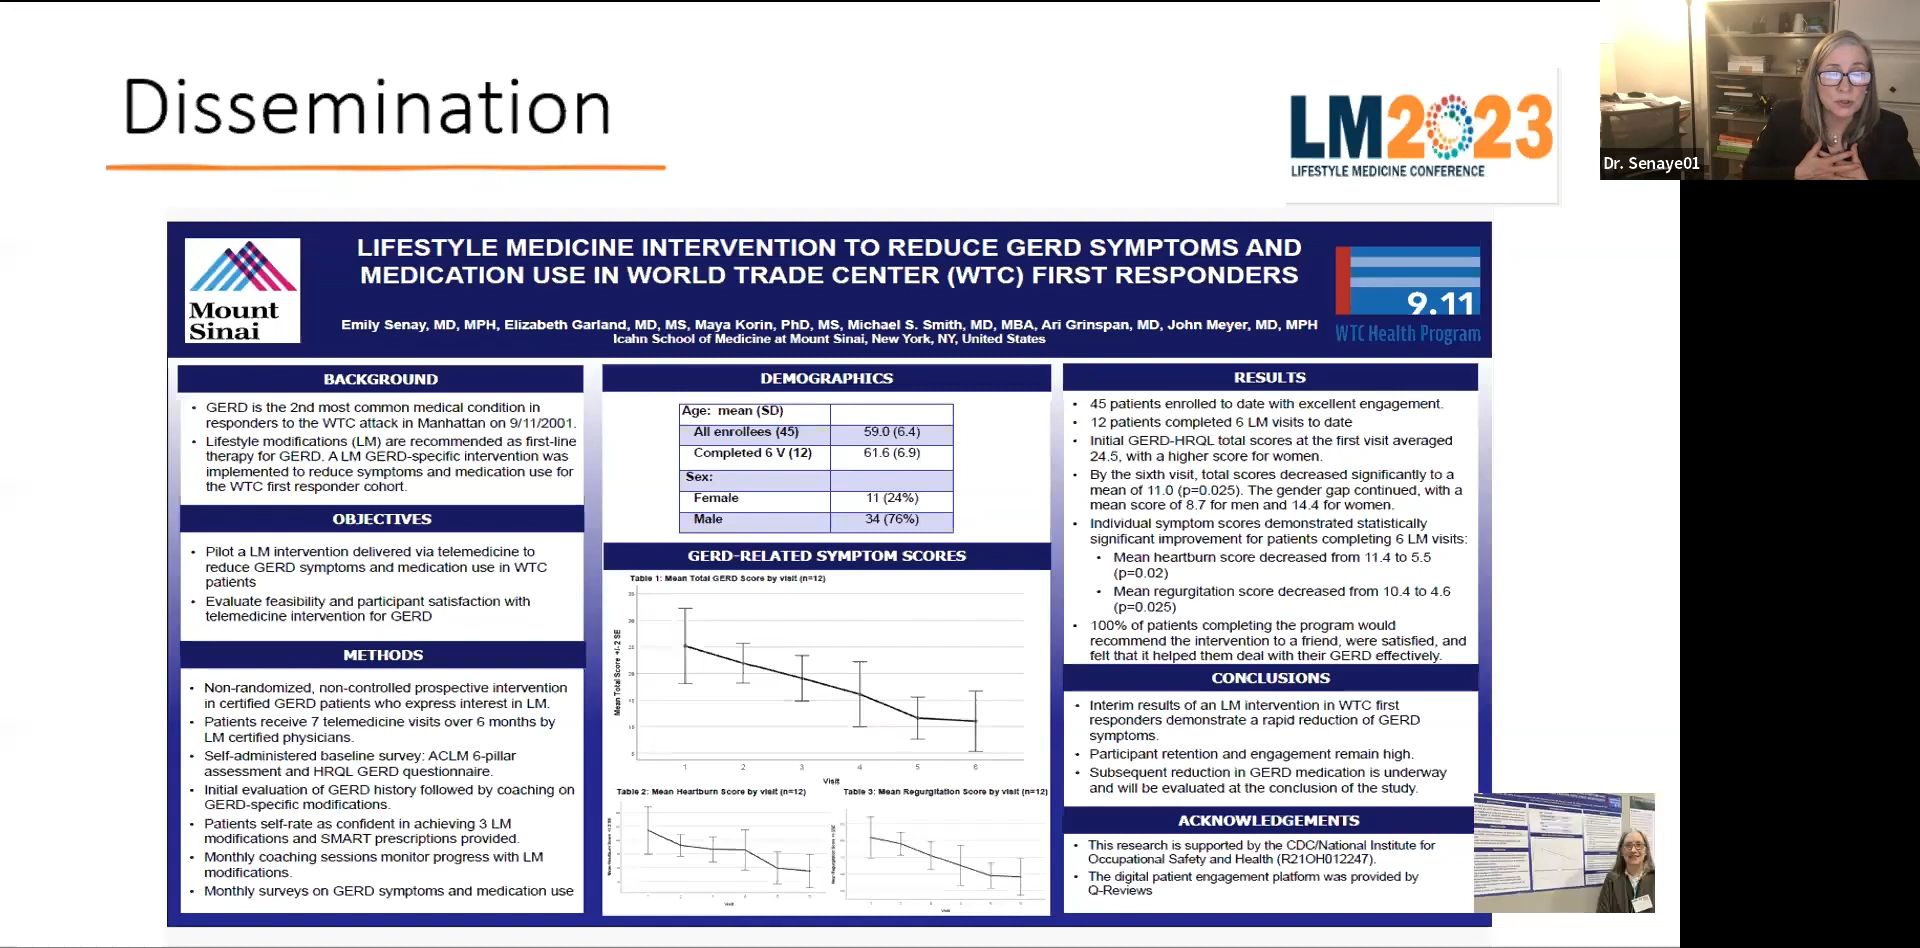 Dissemination
LM2023
LIFESTYLE MEDICINE CONFERENCE
Dr. Senaye01
Mount
Sinai
LIFESTYLE MEDICINE INTERVENTION TO REDUCE GERD SYMPTOMS AND
MEDICATION USE IN WORLD TRADE CENTER (WTC) FIRST RESPONDERS
Emily Senay, MD, MPH, Elizabeth Garland, MD, MS, Maya Korin, PhD, MS, Michael S. Smith, MD, MBA, Ari Grinspan, MD, John Meyer, MD, MPH
Icahn School of Medicine at Mount Sinai, New York, NY, United States
9.11
WTC Health Program
BACKGROUND
• GERD is the 2nd most common medical condition in
responders to the WTC attack in Manhattan on 9/11/2001.
• Lifestyle modifications (LM) are recommended as first-line
therapy for GERD. A LM GERD-specific intervention was
implemented to reduce symptoms and medication use for
the WTC first responder cohort.
OBJECTIVES
• Pilot a LM intervention delivered via telemedicine to
reduce GERD symptoms and medication use in WTC
patients
• Evaluate feasibility and participant satisfaction with
telemedicine intervention for GERD
METHODS
• Non-randomized, non-controlled prospective intervention
in certified GERD patients who express interest in LM.
• Patients receive 7 telemedicine visits over 6 months by
LM certified physicians.
• Self-administered baseline survey: ACLM 6-pillar
assessment and HRQL GERD questionnaire.
• Initial evaluation of GERD history followed by coaching on
GERD-specific modifications.
• Patients self-rate as confident in achieving 3 LM
modifications and SMART prescriptions provided.
• Monthly coaching sessions monitor progress with LM
modifications.
• Monthly surveys on GERD symptoms and medication use
DEMOGRAPHICS
Age: mean (SD)
All enrollees (45) 59.0 (6.4)
Completed 6 V (12) 61.6 (6.9)
Sex:
Female 11 (24%)
Male 34 (76%)
GERD-RELATED SYMPTOM SCORES
Table 1: Mean Total GERD Score by visit (n=12)
Mean Total Score +/- 2 SE
1 2 3 4 5 6
Visit
Table 2: Mean Heartburn Score by visit (n=12)
Visit
Table 3: Mean Regurgitation Score by visit (n=12)
Visit
RESULTS
• 45 patients enrolled to date with excellent engagement.
• 12 patients completed 6 LM visits to date
• Initial GERD-HRQL total scores at the first visit averaged
24.5, with a higher score for women.
• By the sixth visit, total scores decreased significantly to a
mean of 11.0 (p=0.025). The gender gap continued, with a
mean score of 8.7 for men and 14.4 for women.
• Individual symptom scores demonstrated statistically
significant improvement for patients completing 6 LM visits:
• Mean heartburn score decreased from 11.4 to 5.5
(p=0.02)
• Mean regurgitation score decreased from 10.4 to 4.6
(p=0.025)
• 100% of patients completing the program would
recommend the intervention to a friend, were satisfied, and
felt that it helped them deal with their GERD effectively.
CONCLUSIONS
• Interim results of an LM intervention in WTC first
responders demonstrate a rapid reduction of GERD
symptoms.
• Participant retention and engagement remain high.
• Subsequent reduction in GERD medication is underway
and will be evaluated at the conclusion of the study.
ACKNOWLEDGEMENTS
• This research is supported by the CDC/National Institute for
Occupational Safety and Health (R21OH012247).
• The digital patient engagement platform was provided by
Q-Reviews